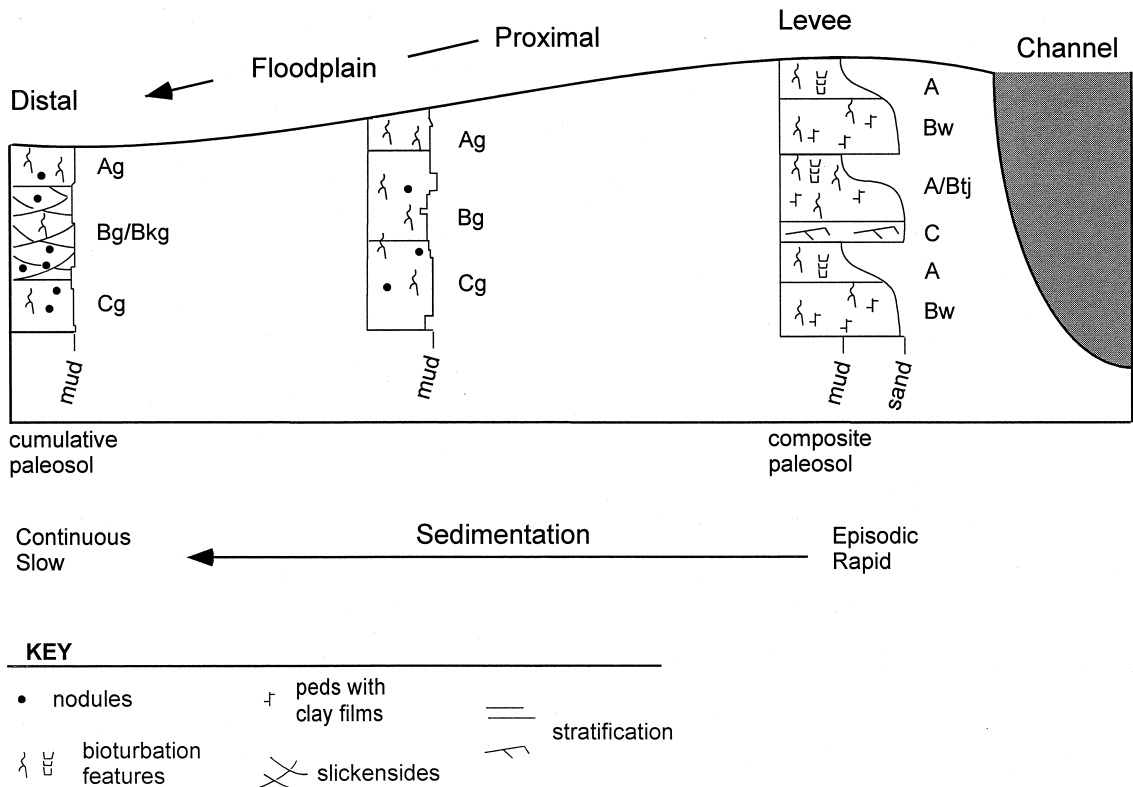 Levee
Proximal
Channel
Floodplain
Distal
A
Bw
A/Btj
C
A
Bw
Ag
Bg
Cg
Ag
Bg/Bkg
Cg
mud
mud
mud
sand
cumulative
paleosol
composite
paleosol
Continuous
Slow
Sedimentation
Episodic
Rapid
KEY
nodules
peds with
clay films
stratification
bioturbation
features
slickensides